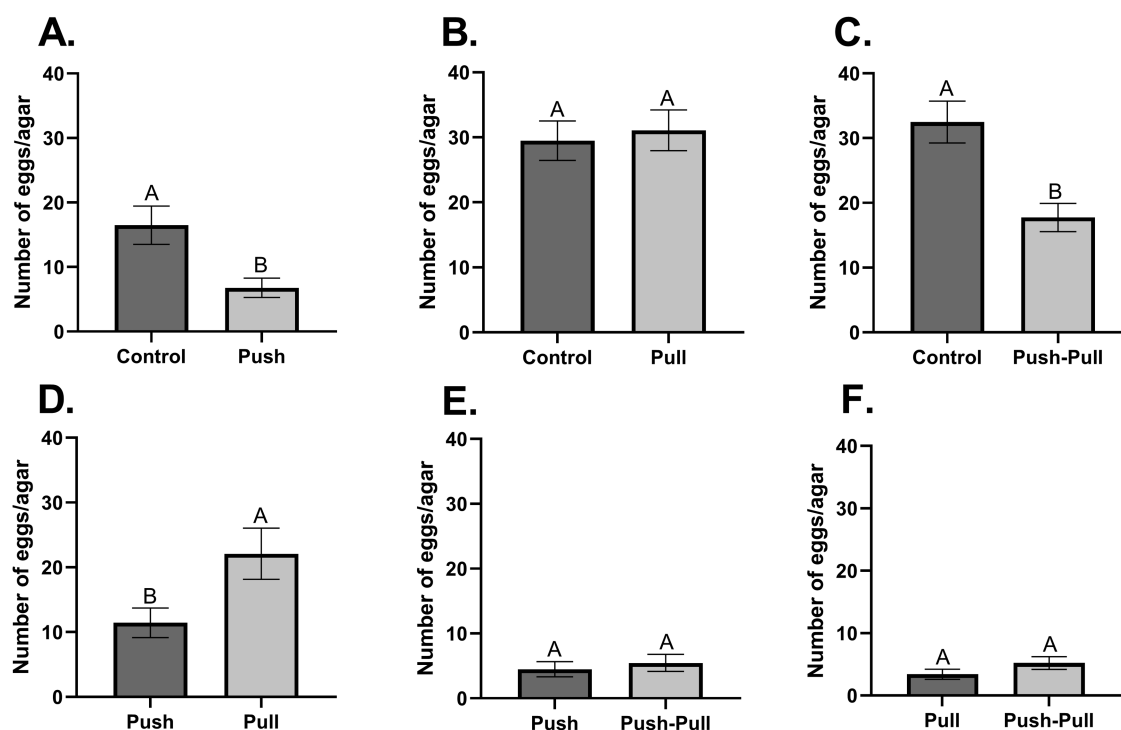 A.
Number of eggs/agar
40
30
20
10
0
A
B
Control Push
B.
Number of eggs/agar
40
30
20
10
0
A
A
Control Pull
C.
Number of eggs/agar
40
30
20
10
0
A
B
Control Push-Pull
D.
Number of eggs/agar
40
30
20
10
0
B
A
Push Pull
E.
Number of eggs/agar
40
30
20
10
0
A
A
Push Push-Pull
F.
Number of eggs/agar
40
30
20
10
0
A
A
Pull Push-Pull